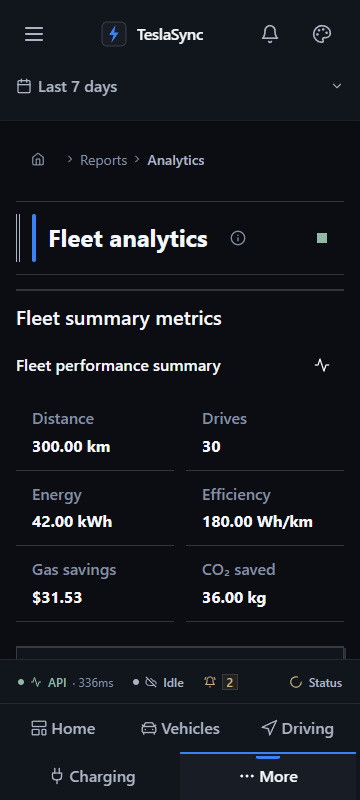 TeslaSync
Last 7 days
Reports Analytics
Fleet analytics
Fleet summary metrics
Fleet performance summary
Distance Drives
300.00 km 30
Energy Efficiency
42.00 kWh 180.00 Wh/km
Gas savings CO₂ saved
$31.53 36.00 kg
API · 336ms Idle 2 Status
Home Vehicles Driving
Charging More